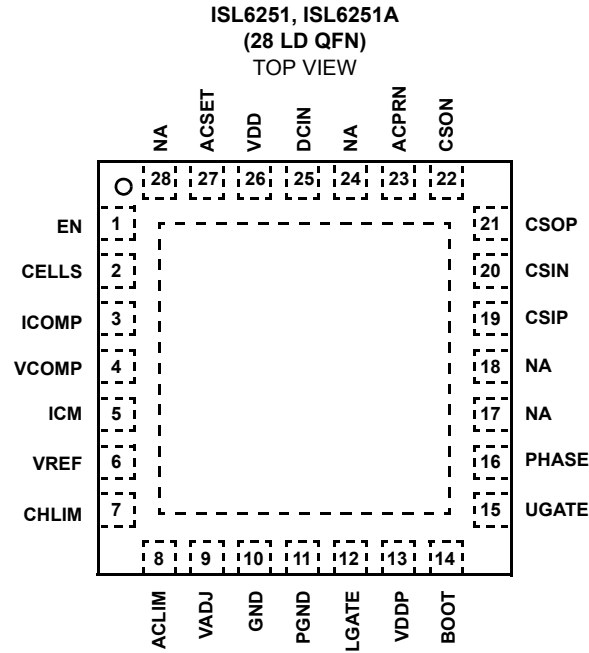 ISL6251, ISL6251A
(28 LD QFN)
TOP VIEW
NA
ACSET
VDD
DCIN
NA
ACPRN
CSON
28 27 26 25 24 23 22
EN 1 21 CSOP
CELLS 2 20 CSIN
ICOMP 3 19 CSIP
VCOMP 4 18 NA
ICM 5 17 NA
VREF 6 16 PHASE
CHLIM 7 15 UGATE
8 9 10 11 12 13 14
ACLIM
VADJ
GND
PGND
LGATE
VDDP
BOOT